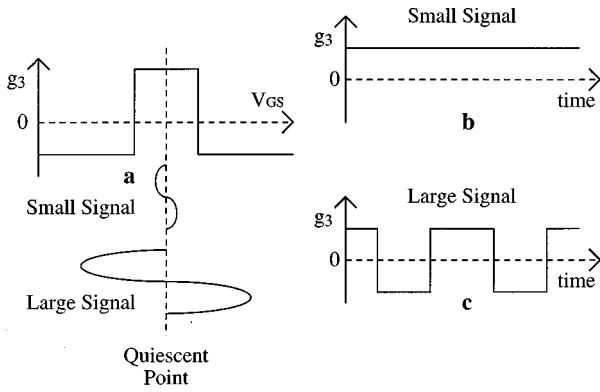 g3
0
VGS
a
Small Signal
Large Signal
Quiescent
Point
Small Signal
g3
0
time
b
Large Signal
g3
0
time
c